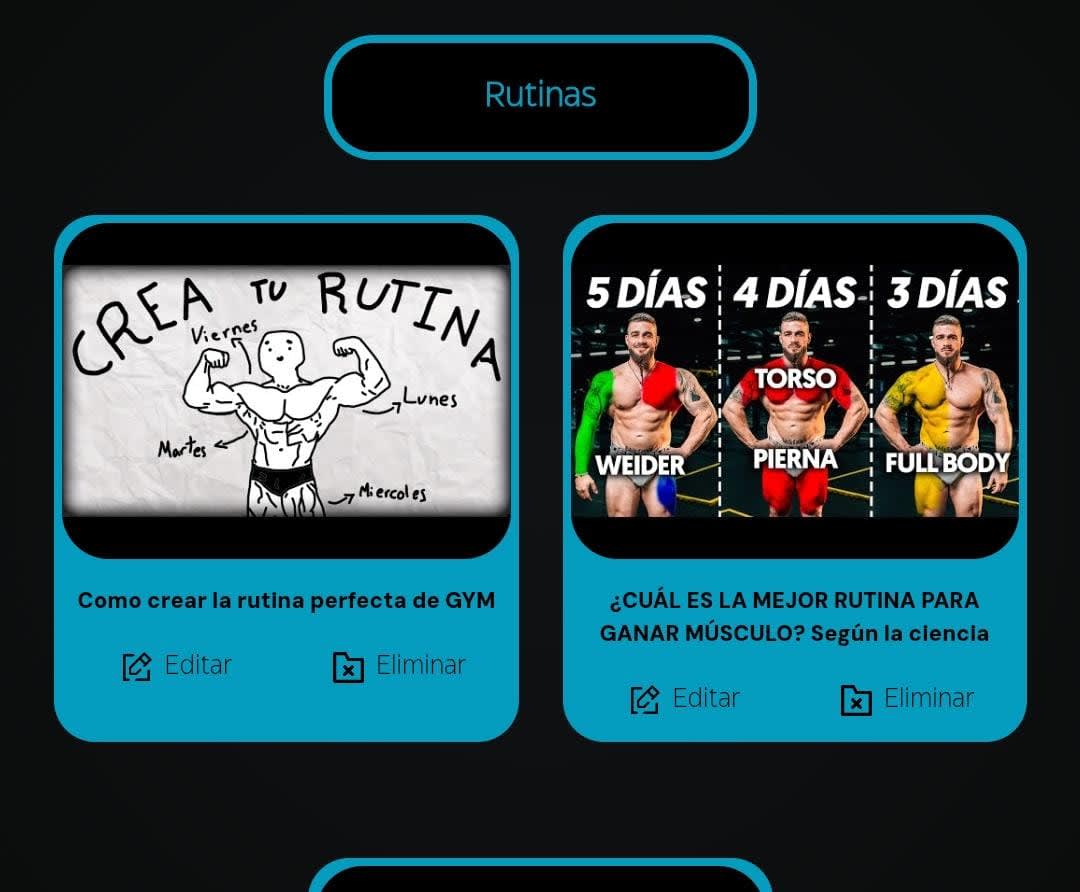 Rutinas
CREA TU RUTINA
Viernes
Lunes
Martes
Miercoles
5 DÍAS
4 DÍAS
3 DÍAS
TORSO
WEIDER
PIERNA
FULL BODY
Como crear la rutina perfecta de GYM
¿CUÁL ES LA MEJOR RUTINA PARA
GANAR MÚSCULO? Según la ciencia
Editar
Eliminar
Editar
Eliminar